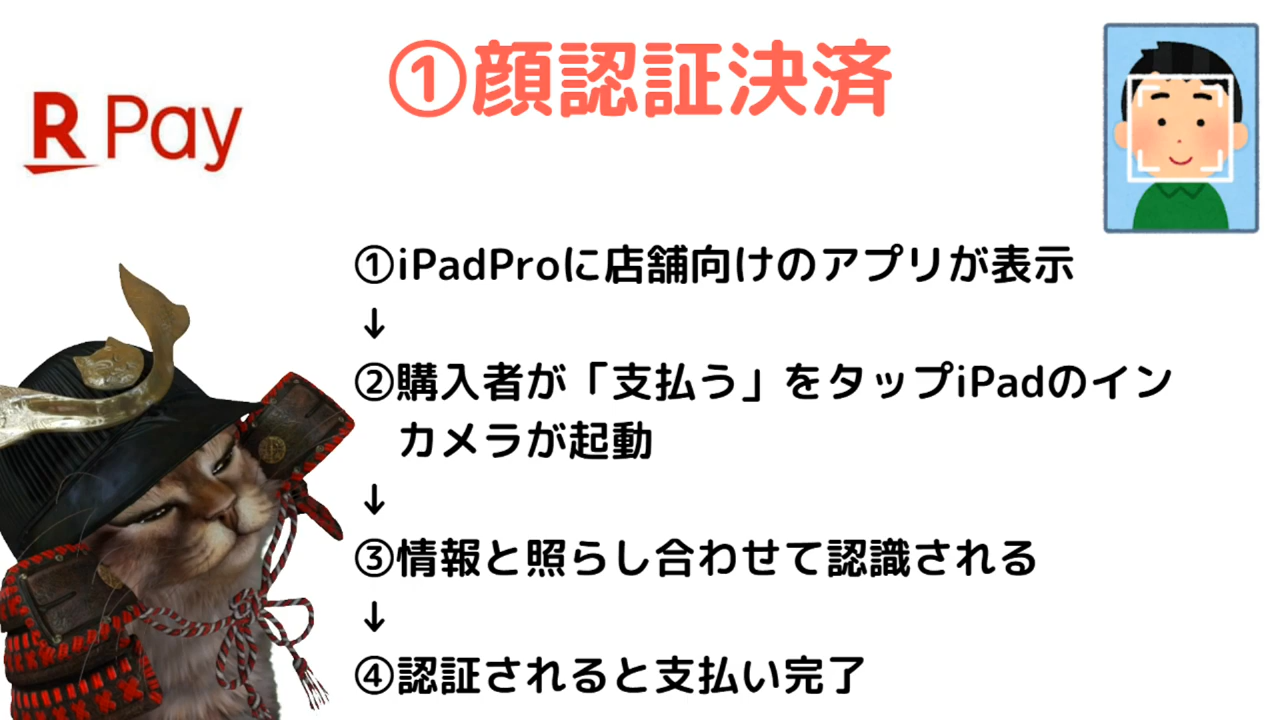 ①顔認証決済
R Pay
①iPadProに店舗向けのアプリが表示
↓
②購入者が「支払う」をタップiPadのイン
カメラが起動
↓
③情報と照らし合わせて認識される
↓
④認証されると支払い完了